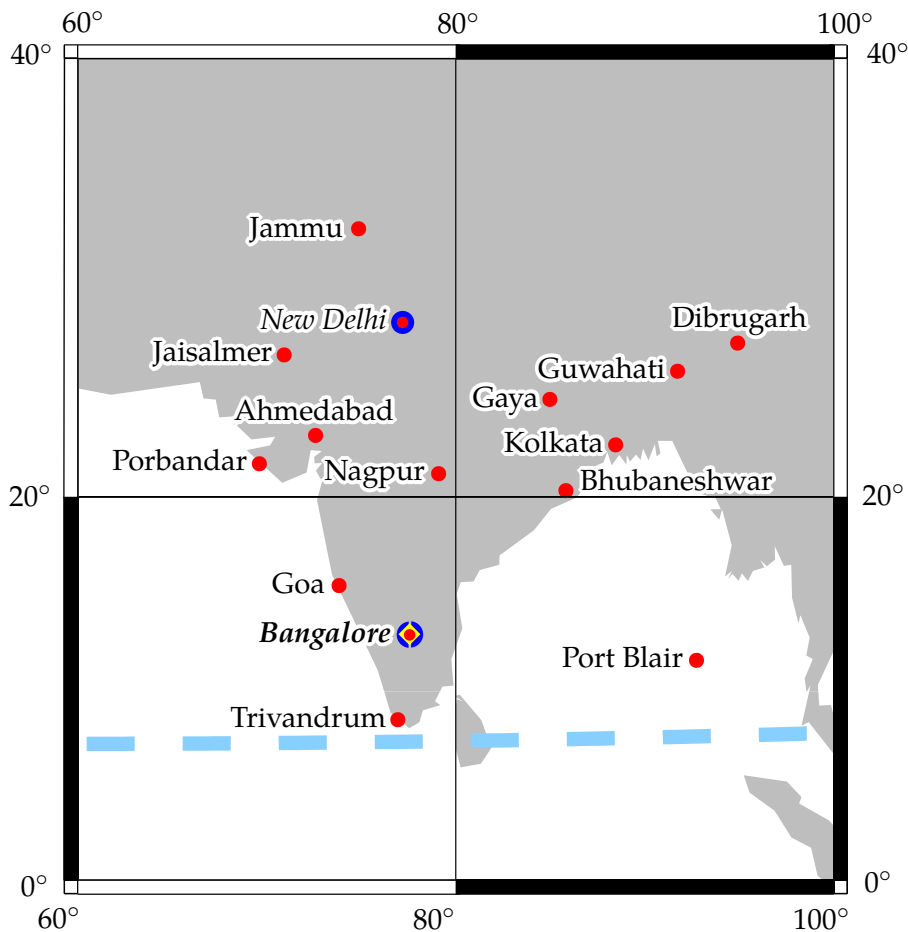 60°
80°
100°
40°
40°
Jammu
New Delhi
Dibrugarh
Jaisalmer
Guwahati
Gaya
Ahmedabad
Kolkata
Porbandar
Nagpur
Bhubaneshwar
20°
20°
Goa
Bangalore
Port Blair
Trivandrum
0°
0°
60°
80°
100°